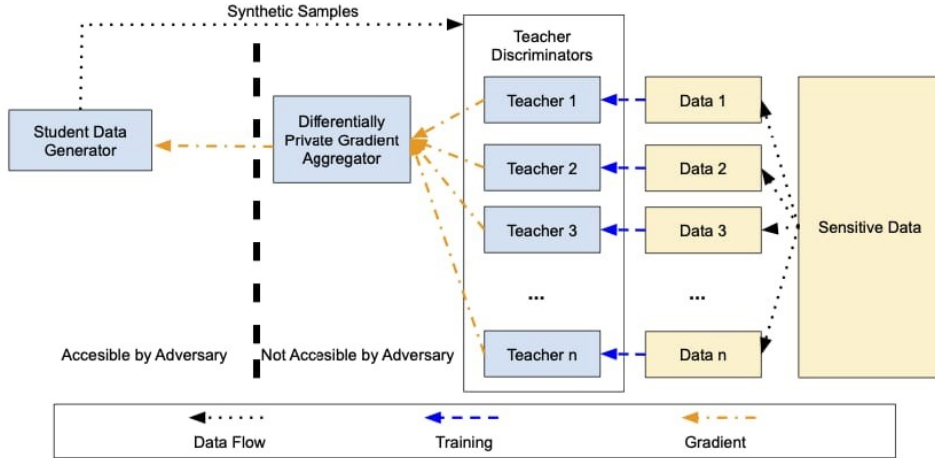 Synthetic Samples
Teacher
Discriminators
Student Data
Generator
Differentially
Private Gradient
Aggregator
Teacher 1
Data 1
Teacher 2
Data 2
Teacher 3
Data 3
Sensitive Data
...
...
Teacher n
Data n
Accesible by Adversary
Not Accesible by Adversary
Data Flow
Training
Gradient